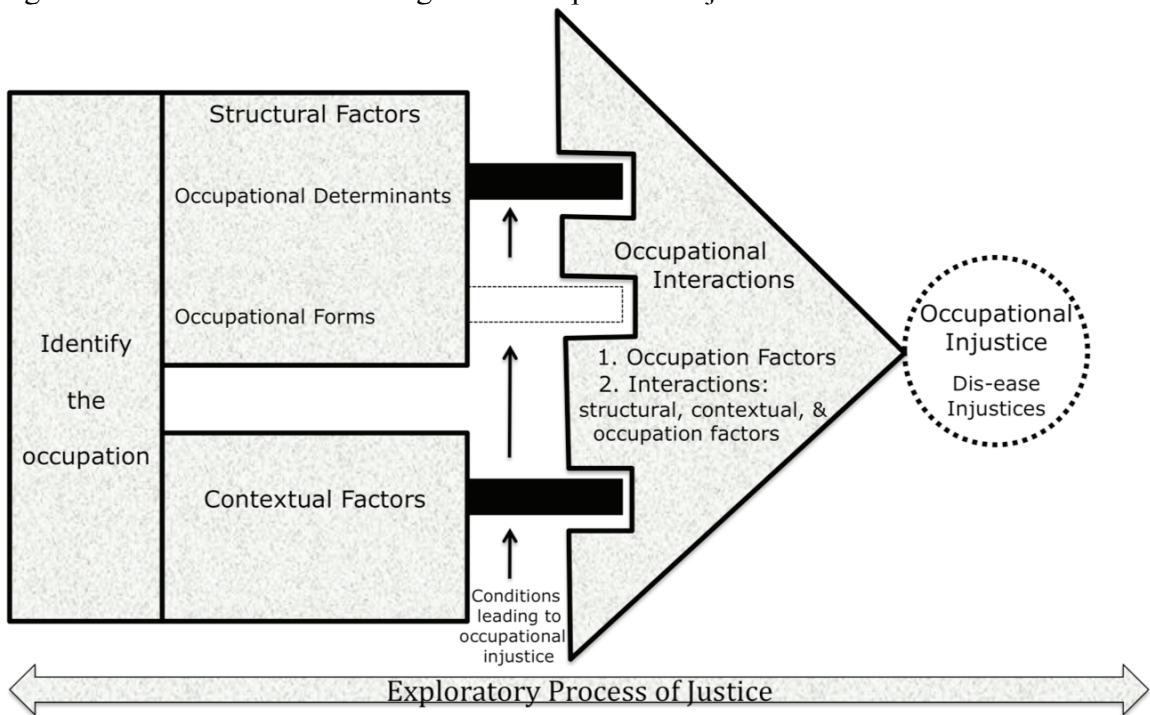 Structural Factors
Occupational Determinants
Occupational Forms
Identify
the
occupation
Contextual Factors
Conditions
leading to
occupational
injustice
Occupational
Interactions
1. Occupation Factors
2. Interactions:
structural, contextual, &
occupation factors
Occupational
Injustice
Dis-ease
Injustices
Exploratory Process of Justice